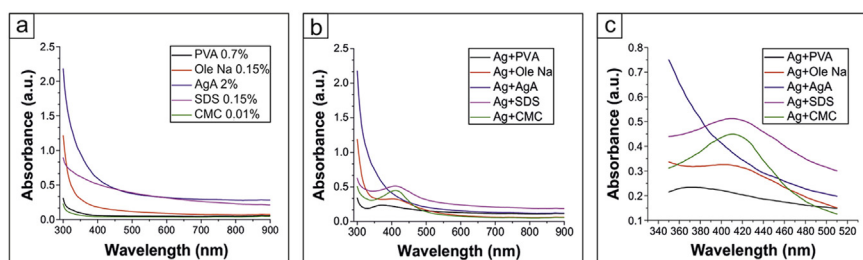 a
2.5
2.0
1.5
1.0
0.5
0.0
Absorbance (a.u.)
300 400 500 600 700 800 900
Wavelength (nm)
PVA 0.7%
Ole Na 0.15%
AgA 2%
SDS 0.15%
CMC 0.01%
b
2.5
2.0
1.5
1.0
0.5
0.0
Absorbance (a.u.)
300 400 500 600 700 800 900
Wavelength (nm)
Ag+PVA
Ag+Ole Na
Ag+AgA
Ag+SDS
Ag+CMC
c
0.8
0.7
0.6
0.5
0.4
0.3
0.2
0.1
Absorbance (a.u.)
340 360 380 400 420 440 460 480 500 520
Wavelength (nm)
Ag+PVA
Ag+Ole Na
Ag+AgA
Ag+SDS
Ag+CMC